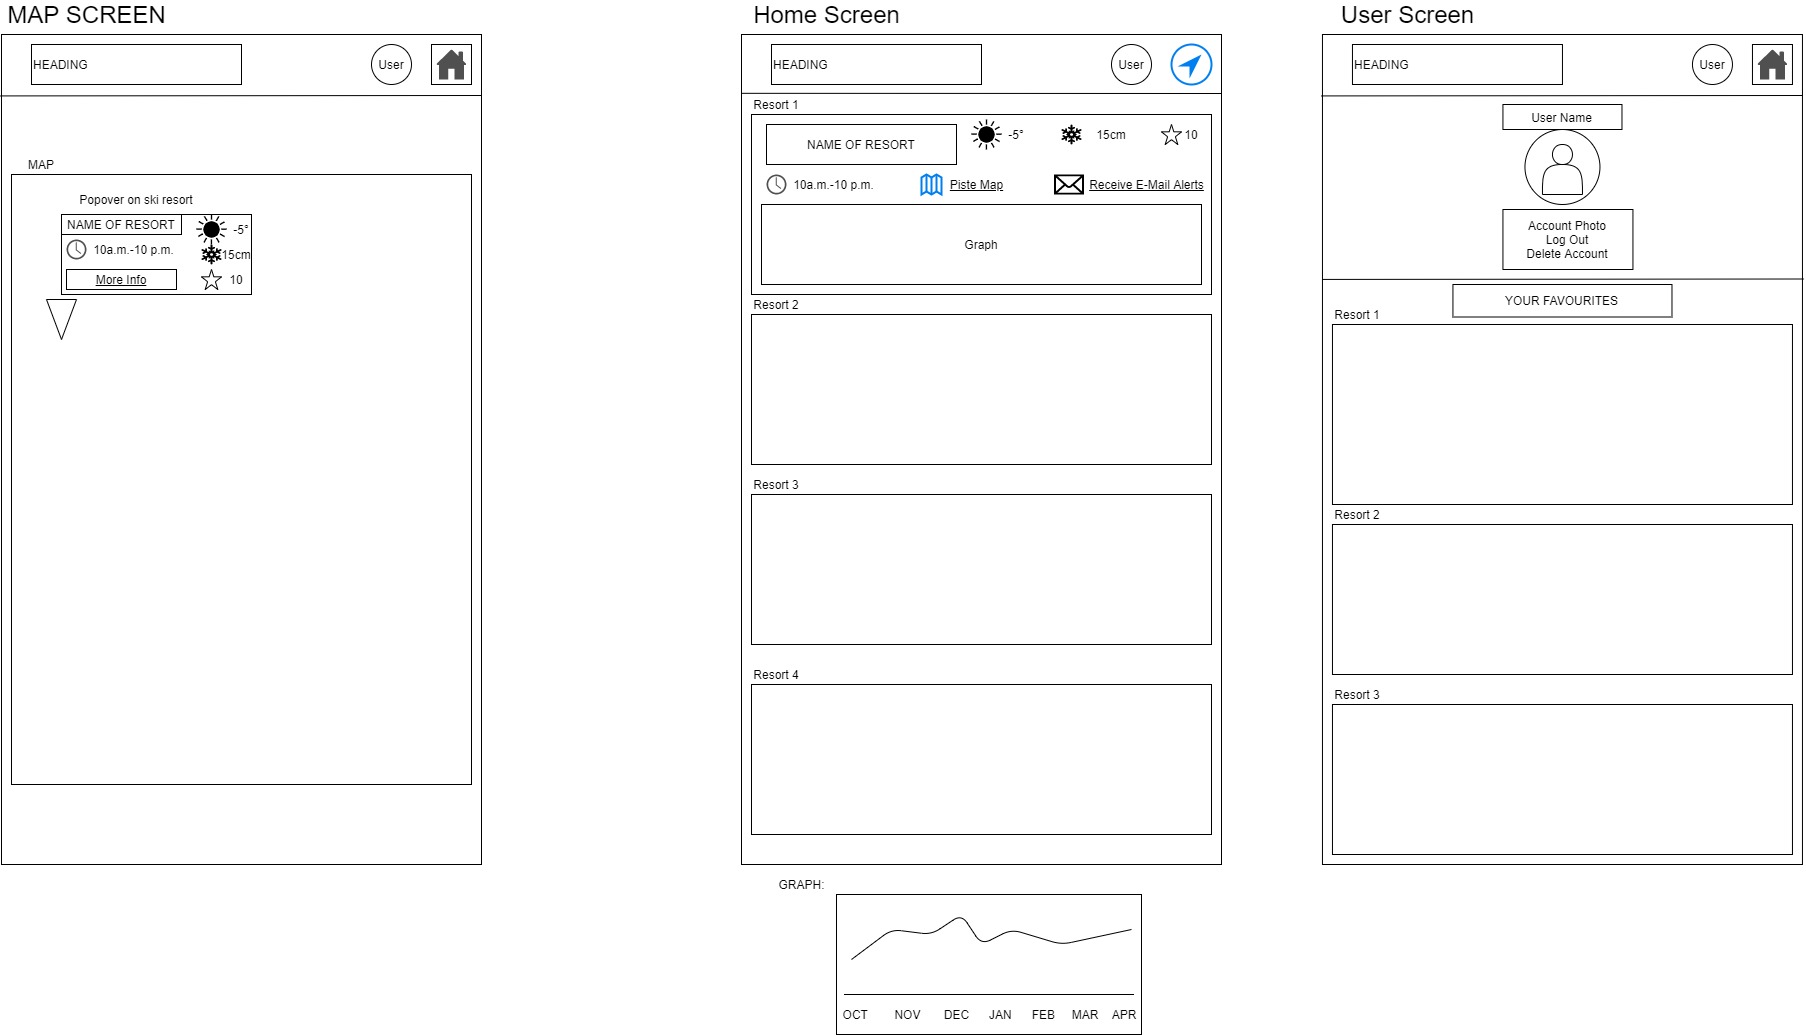 MAP SCREEN
HEADING
User
MAP
Popover on ski resort
NAME OF RESORT
-5°
10a.m.-10 p.m.
15cm
More Info
10
Home Screen
HEADING
User
Resort 1
NAME OF RESORT
-5°
15cm
10
10a.m.-10 p.m.
Piste Map
Receive E-Mail Alerts
Graph
Resort 2
Resort 3
Resort 4
GRAPH:
OCT NOV DEC JAN FEB MAR APR
User Screen
HEADING
User
User Name
Account Photo
Log Out
Delete Account
YOUR FAVOURITES
Resort 1
Resort 2
Resort 3